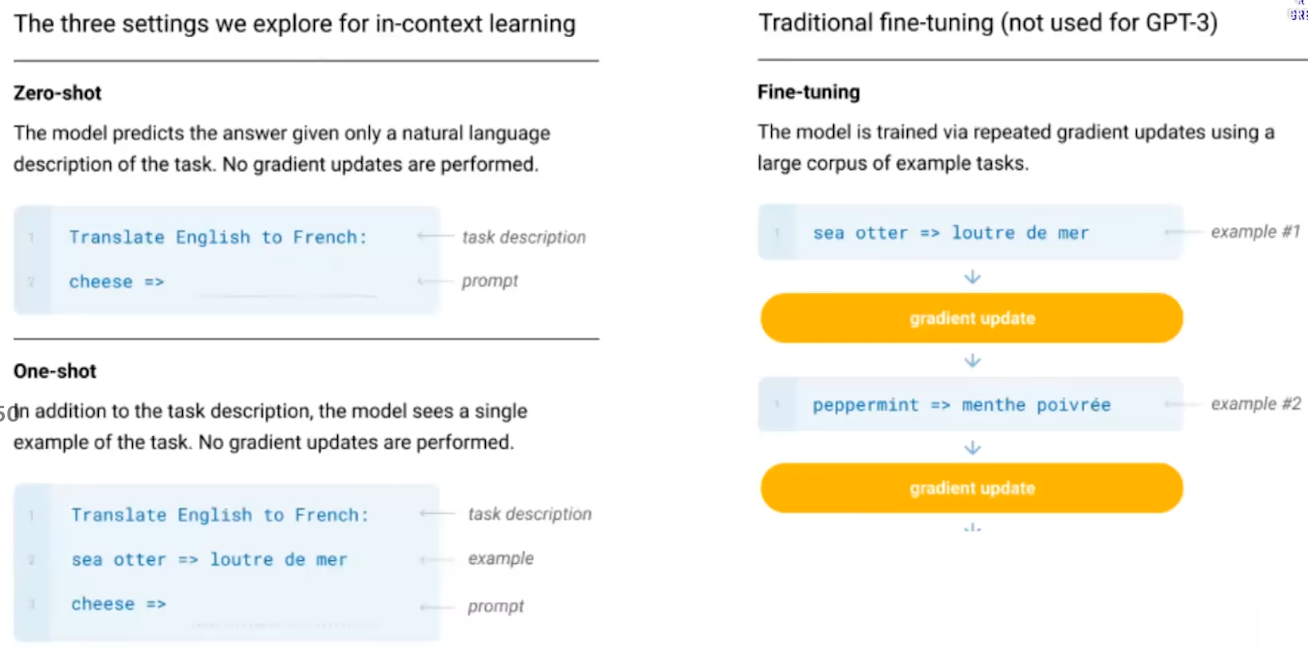 The three settings we explore for in-context learning
Zero-shot
The model predicts the answer given only a natural language
description of the task. No gradient updates are performed.
1 Translate English to French: task description
2 cheese => prompt
One-shot
In addition to the task description, the model sees a single
example of the task. No gradient updates are performed.
1 Translate English to French: task description
2 sea otter => loutre de mer example
3 cheese => prompt
Traditional fine-tuning (not used for GPT-3)
Fine-tuning
The model is trained via repeated gradient updates using a
large corpus of example tasks.
1 sea otter => loutre de mer example #1
gradient update
1 peppermint => menthe poivrée example #2
gradient update